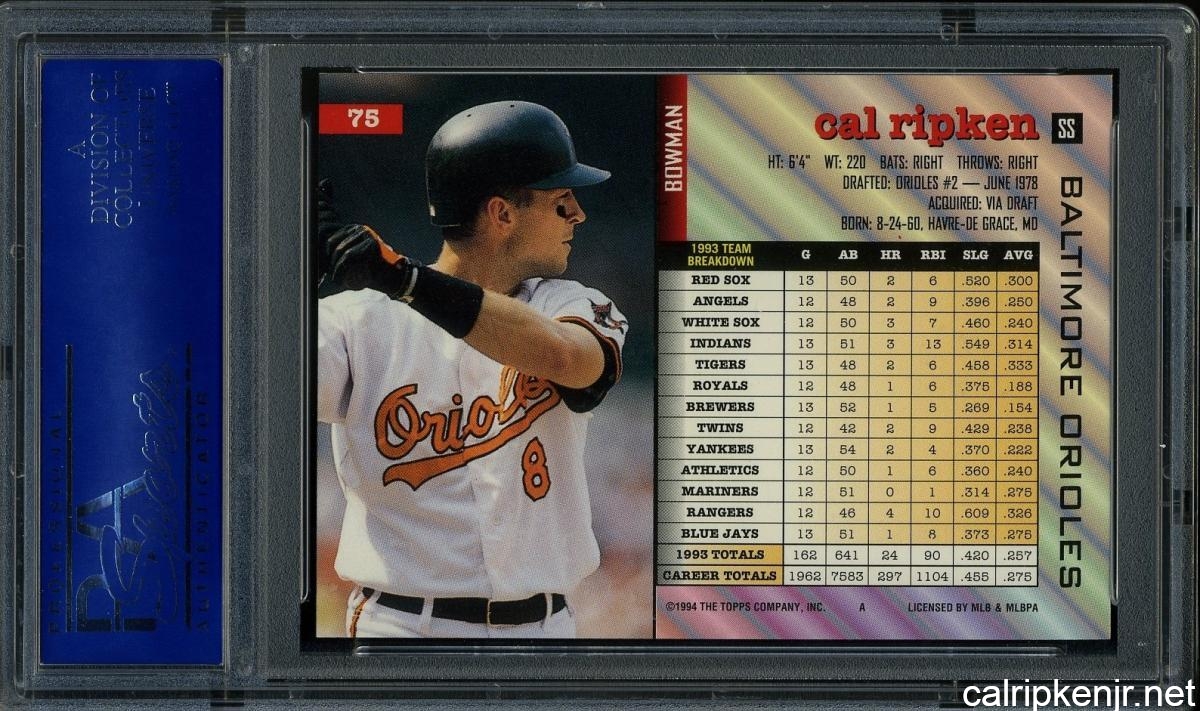 A
DIVISION OF
COLLECTORS
UNIVERSE
PROFESSIONAL
PSA
AUTHENTICATOR
75
Orioles
8
BOWMAN
cal ripken SS
HT: 6'4" WT: 220 BATS: RIGHT THROWS: RIGHT
DRAFTED: ORIOLES #2 — JUNE 1978
ACQUIRED: VIA DRAFT
BORN: 8-24-60, HAVRE-DE GRACE, MD
BALTIMORE ORIOLES
1993 TEAM BREAKDOWN G AB HR RBI SLG AVG
RED SOX 13 50 2 6 .520 .300
ANGELS 12 48 2 9 .396 .250
WHITE SOX 12 50 3 7 .460 .240
INDIANS 13 51 3 13 .549 .314
TIGERS 13 48 2 6 .458 .333
ROYALS 12 48 1 6 .375 .188
BREWERS 13 52 1 5 .269 .154
TWINS 12 42 2 9 .429 .238
YANKEES 13 54 2 4 .370 .222
ATHLETICS 12 50 1 6 .360 .240
MARINERS 12 51 0 1 .314 .275
RANGERS 12 46 4 10 .609 .326
BLUE JAYS 13 51 1 8 .373 .275
1993 TOTALS 162 641 24 90 .420 .257
CAREER TOTALS 1962 7583 297 1104 .455 .275
©1994 THE TOPPS COMPANY, INC. A LICENSED BY MLB & MLBPA
calripkenjr.net